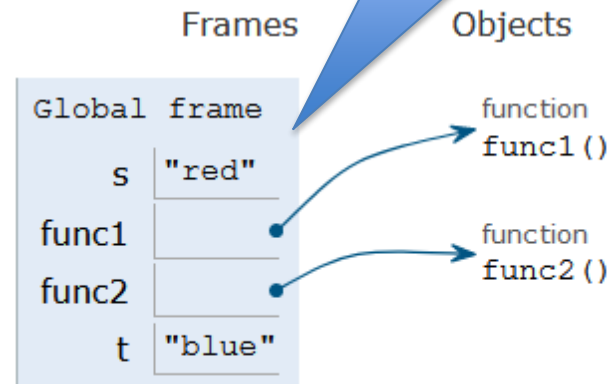 Frames Objects
Global frame
s "red"
func1
func2
t "blue"
function
func1()
function
func2()